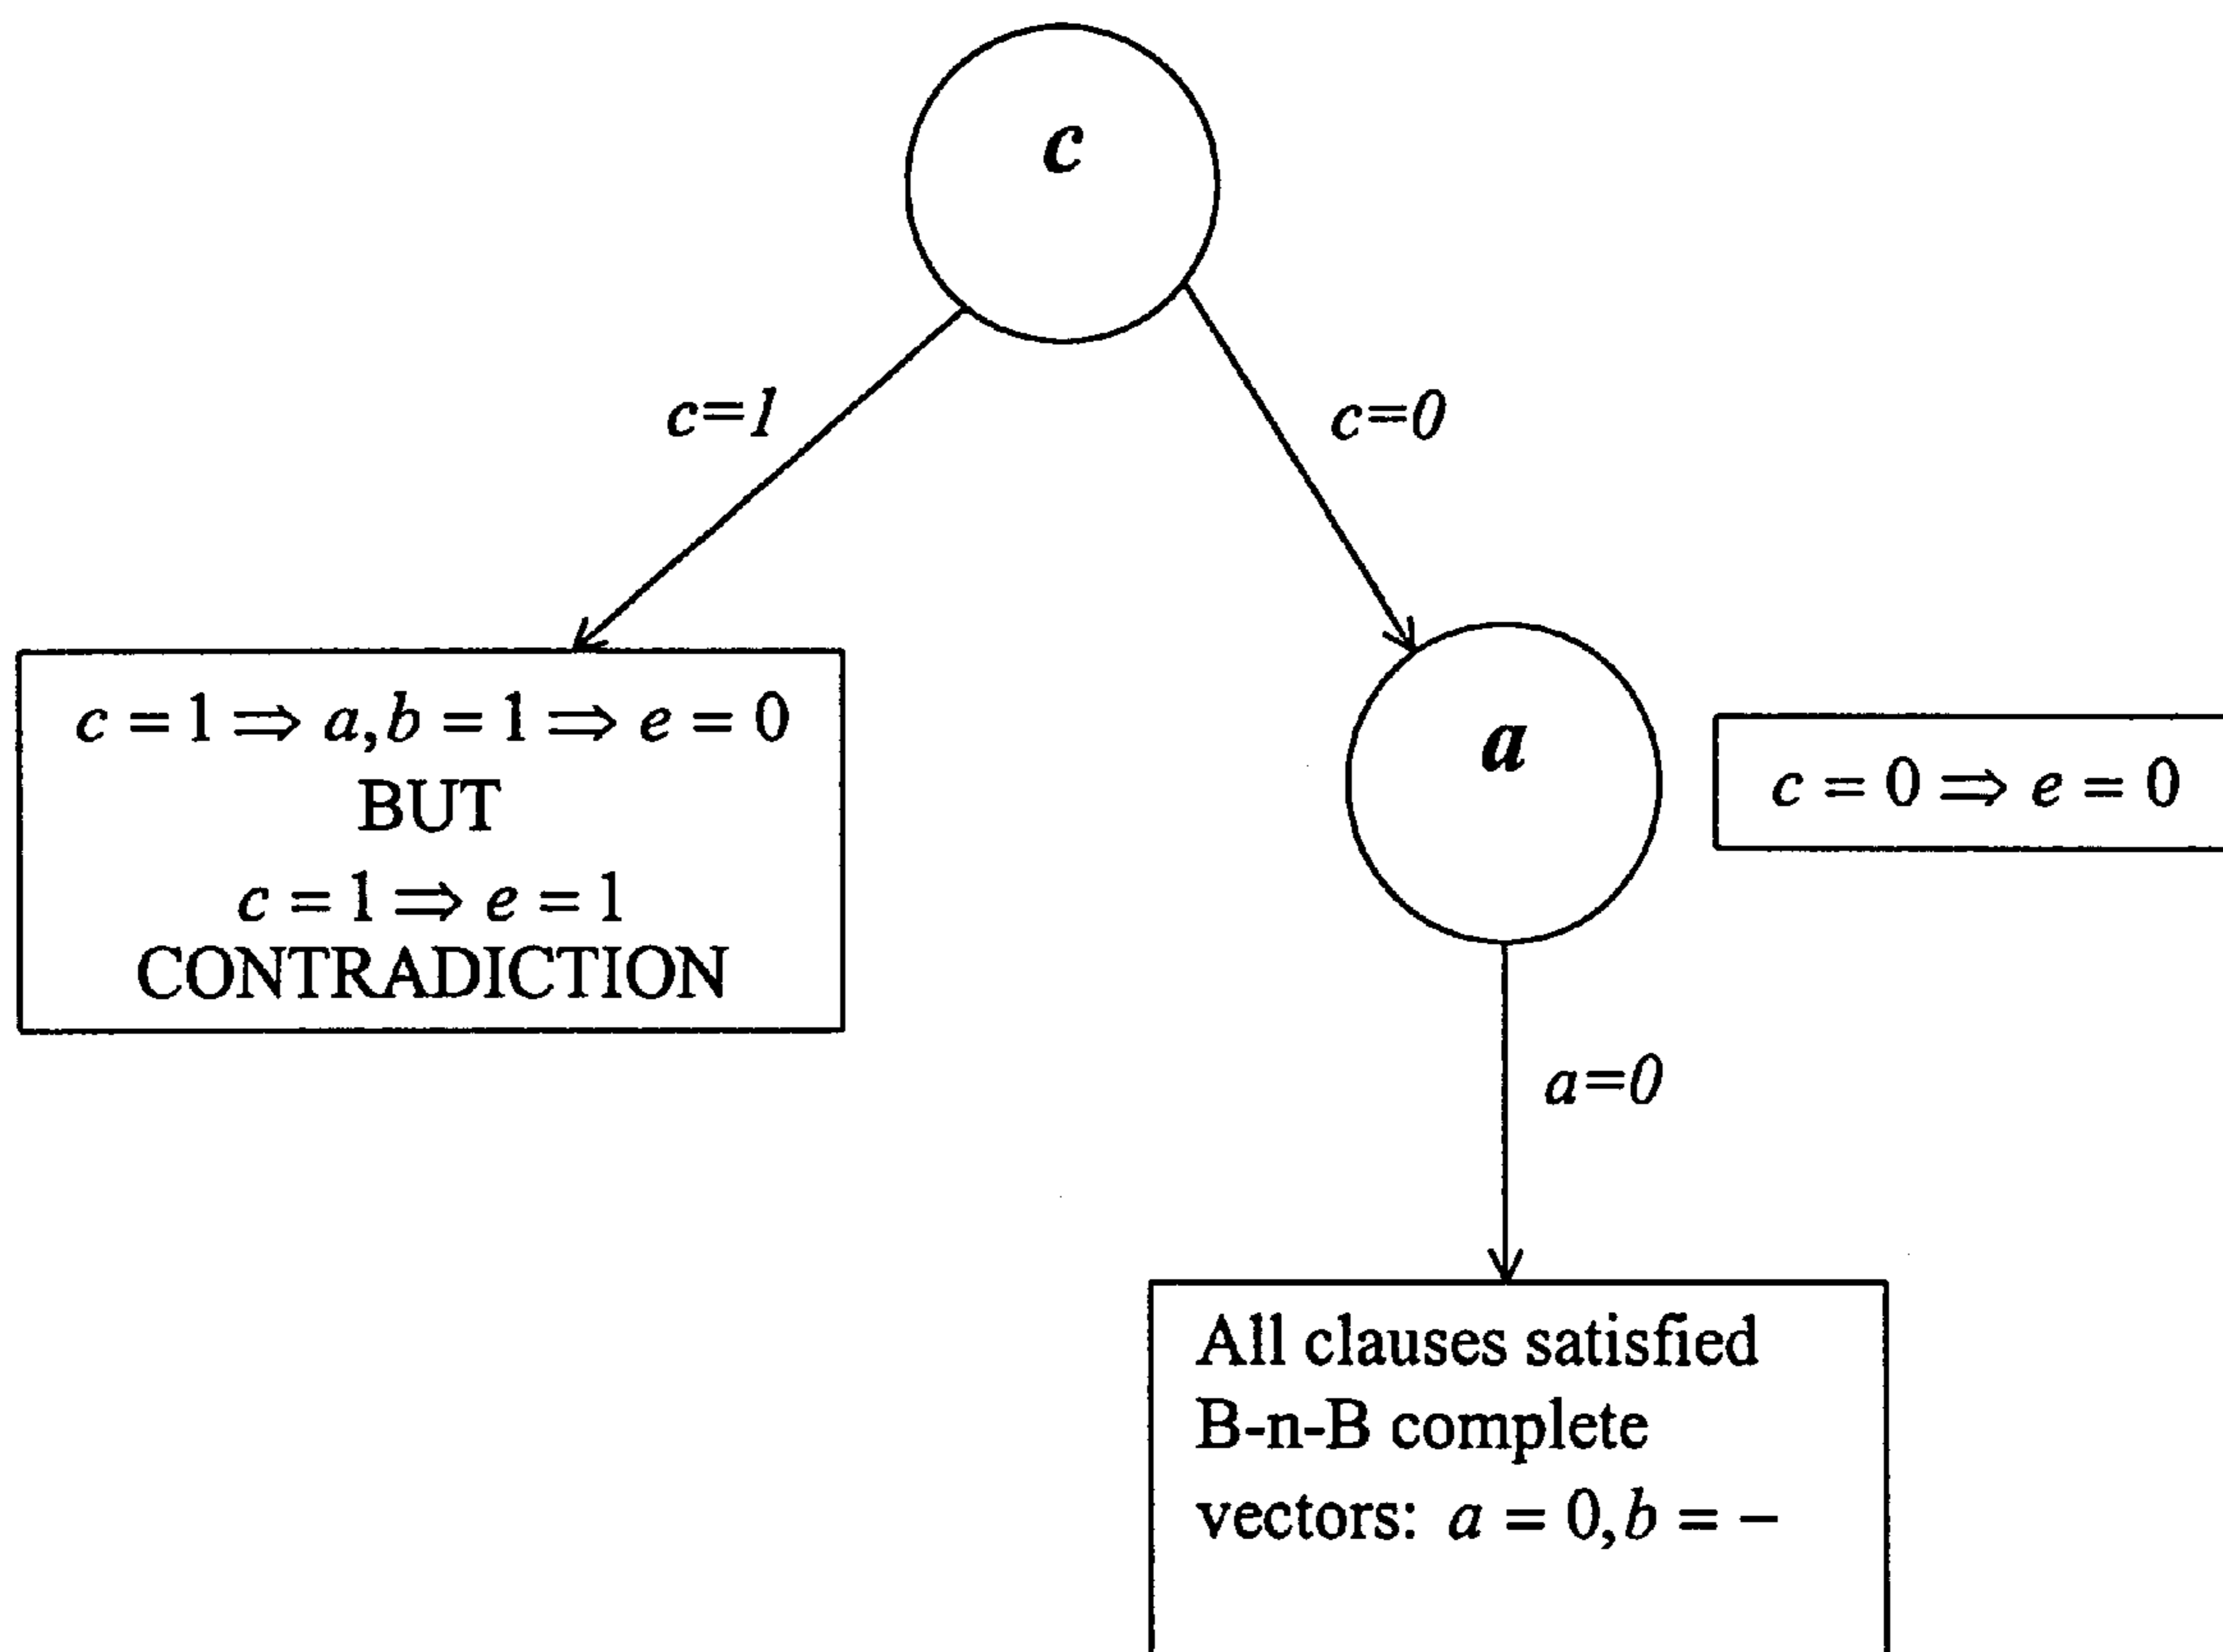 c
c=1
c=0
c = 1 ⇒ a, b = 1 ⇒ e = 0
BUT
c = 1 ⇒ e = 1
CONTRADICTION
a
c = 0 ⇒ e = 0
a=0
All clauses satisfied
B-n-B complete
vectors: a = 0, b = −